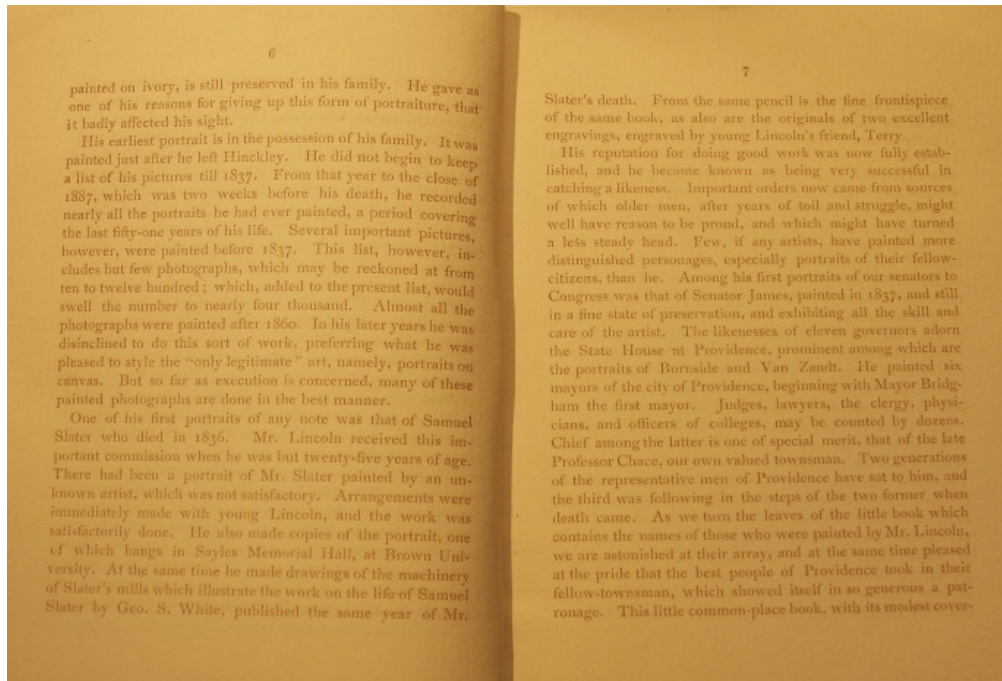 6
painted on ivory, is still preserved in his family. He gave as
one of his reasons for giving up this form of portraiture, that
it badly affected his sight.
His earliest portrait is in the possession of his family. It was
painted just after he left Hinckley. He did not begin to keep
a list of his pictures till 1837. From that year to the close of
1887, which was two weeks before his death, he recorded
nearly all the portraits he had ever painted, a period covering
the last fifty-one years of his life. Several important pictures,
however, were painted before 1837. This list, however, in-
cludes but few photographs, which may be reckoned at from
ten to twelve hundred; which, added to the present list, would
swell the number to nearly four thousand. Almost all the
photographs were painted after 1860. In his later years he was
disinclined to do this sort of work, preferring what he was
pleased to style the "only legitimate" art, namely, portraits on
canvas. But so far as execution is concerned, many of these
painted photographs are done in the best manner.
One of his first portraits of any note was that of Samuel
Slater who died in 1836. Mr. Lincoln received this im-
portant commission when he was but twenty-five years of age.
There had been a portrait of Mr. Slater painted by an un-
known artist, which was not satisfactory. Arrangements were
immediately made with young Lincoln, and the work was
satisfactorily done. He also made copies of the portrait, one
of which hangs in Sayles Memorial Hall, at Brown Uni-
versity. At the same time he made drawings of the machinery
of Slater's mills which illustrate the work on the life of Samuel
Slater by Geo. S. White, published the same year of Mr.
7
Slater's death. From the same pencil is the fine frontispiece
of the same book, as also are the originals of two excellent
engravings, engraved by young Lincoln's friend, Terry.
His reputation for doing good work was now fully estab-
lished, and he became known as being very successful in
catching a likeness. Important orders now came from sources
of which older men, after years of toil and struggle, might
well have reason to be proud, and which might have turned
a less steady head. Few, if any artists, have painted more
distinguished personages, especially portraits of their fellow-
citizens, than he. Among his first portraits of our senators to
Congress was that of Senator James, painted in 1837, and still
in a fine state of preservation, and exhibiting all the skill and
care of the artist. The likenesses of eleven governors adorn
the State House at Providence, prominent among which are
the portraits of Burnside and Van Zandt. He painted six
mayors of the city of Providence, beginning with Mayor Bridg-
ham the first mayor. Judges, lawyers, the clergy, physi-
cians, and officers of colleges, may be counted by dozens.
Chief among the latter is one of special merit, that of the late
Professor Chace, our own valued townsman. Two generations
of the representative men of Providence have sat to him, and
the third was following in the steps of the two former when
death came. As we turn the leaves of the little book which
contains the names of those who were painted by Mr. Lincoln,
we are astonished at their array, and at the same time pleased
at the pride that the best people of Providence took in their
fellow-townsman, which showed itself in so generous a pat-
ronage. This little common-place book, with its modest cover-